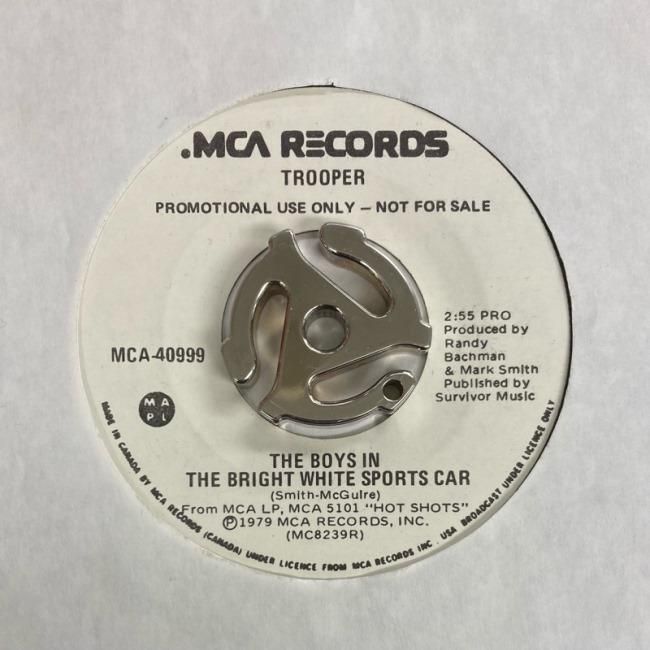 .MCA RECORDS
TROOPER
PROMOTIONAL USE ONLY — NOT FOR SALE
MCA-40999
2:55 PRO
Produced by
Randy
Bachman
& Mark Smith
Published by
Survivor Music
M A
P L
THE BOYS IN
THE BRIGHT WHITE SPORTS CAR
(Smith-McGuire)
From MCA LP, MCA 5101 "HOT SHOTS"
Ⓟ1979 MCA RECORDS, INC.
(MC8239R)
MADE IN CANADA BY MCA RECORDS (CANADA) UNDER LICENCE FROM MCA RECORDS INC. USA BROADCAST UNDER LICENCE ONLY